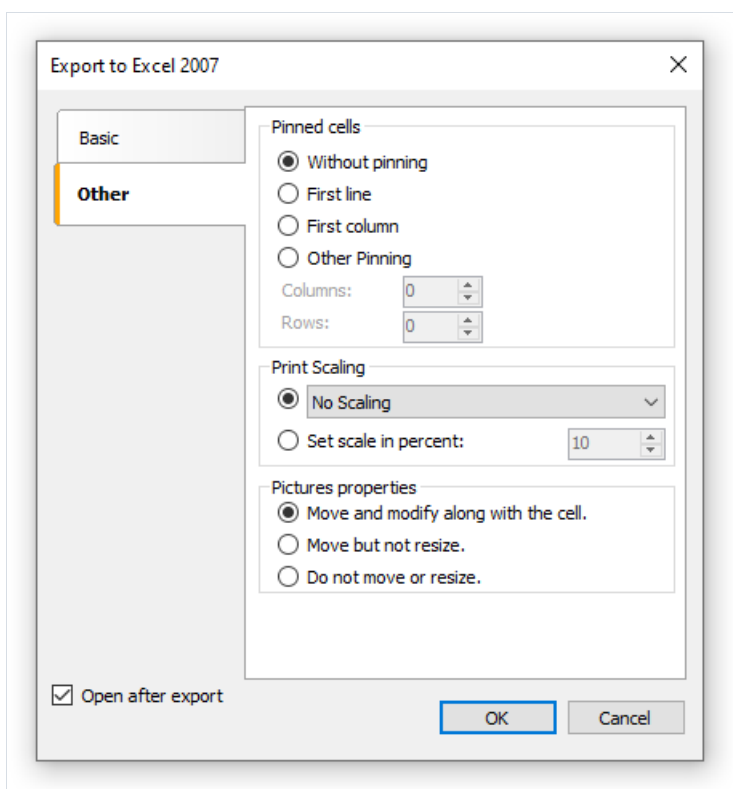 Export to Excel 2007
Basic
Other
Pinned cells
Without pinning
First line
First column
Other Pinning
Columns: 0
Rows: 0
Print Scaling
No Scaling
Set scale in percent: 10
Pictures properties
Move and modify along with the cell.
Move but not resize.
Do not move or resize.
Open after export
OK Cancel